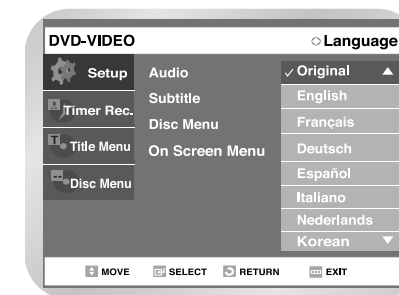 DVD-VIDEO
Language
Setup
Timer Rec.
Title Menu
Disc Menu
Audio
Subtitle
Disc Menu
On Screen Menu
Original
English
Français
Deutsch
Español
Italiano
Nederlands
Korean
MOVE SELECT RETURN EXIT